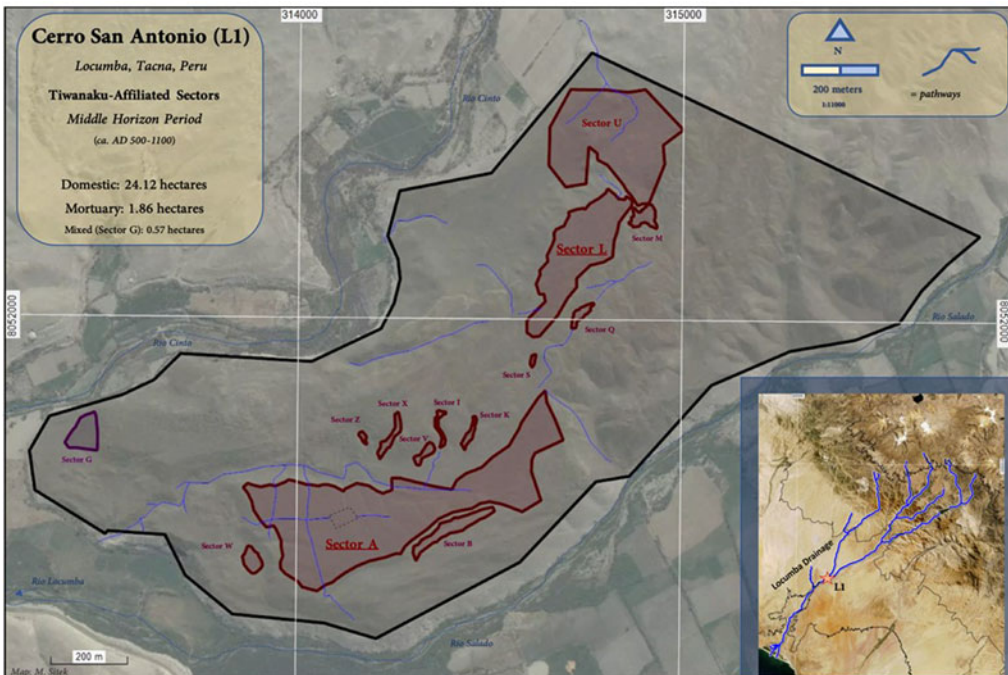 314000
315000
Cerro San Antonio (L1)
Locumba, Tacna, Peru
Tiwanaku-Affiliated Sectors
Middle Horizon Period
(ca. AD 500-1100)
Domestic: 24.12 hectares
Mortuary: 1.86 hectares
Mixed (Sector G): 0.57 hectares
N
200 meters
1:11000
= pathways
Rio Cinto
Sector U
Sector M
Sector L
8052000
8052000
Rio Salado
Sector Q
Rio Cinto
Sector S
Sector X
Sector I
Sector K
Sector Z
Sector V
Sector G
Sector W
Sector A
Sector B
Rio Locumba
Rio Salado
200 m
Map: M. Sitek
Locumba Drainage
L1